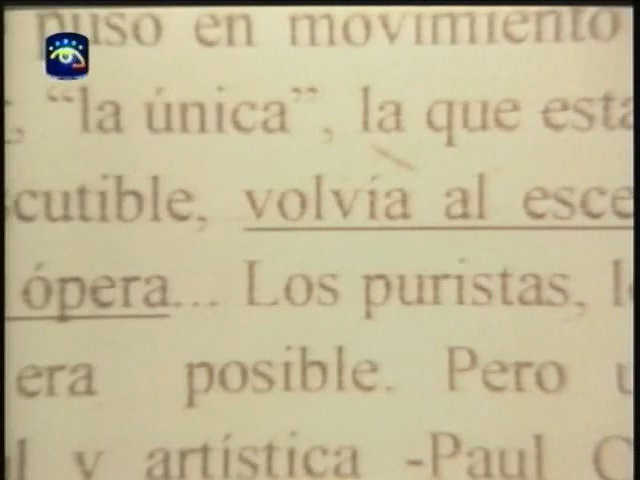 puso en movimiento
, "la única", la que esta
cutible, volvía al esce
ópera... Los puristas, l
era posible. Pero u
l y artística -Paul C